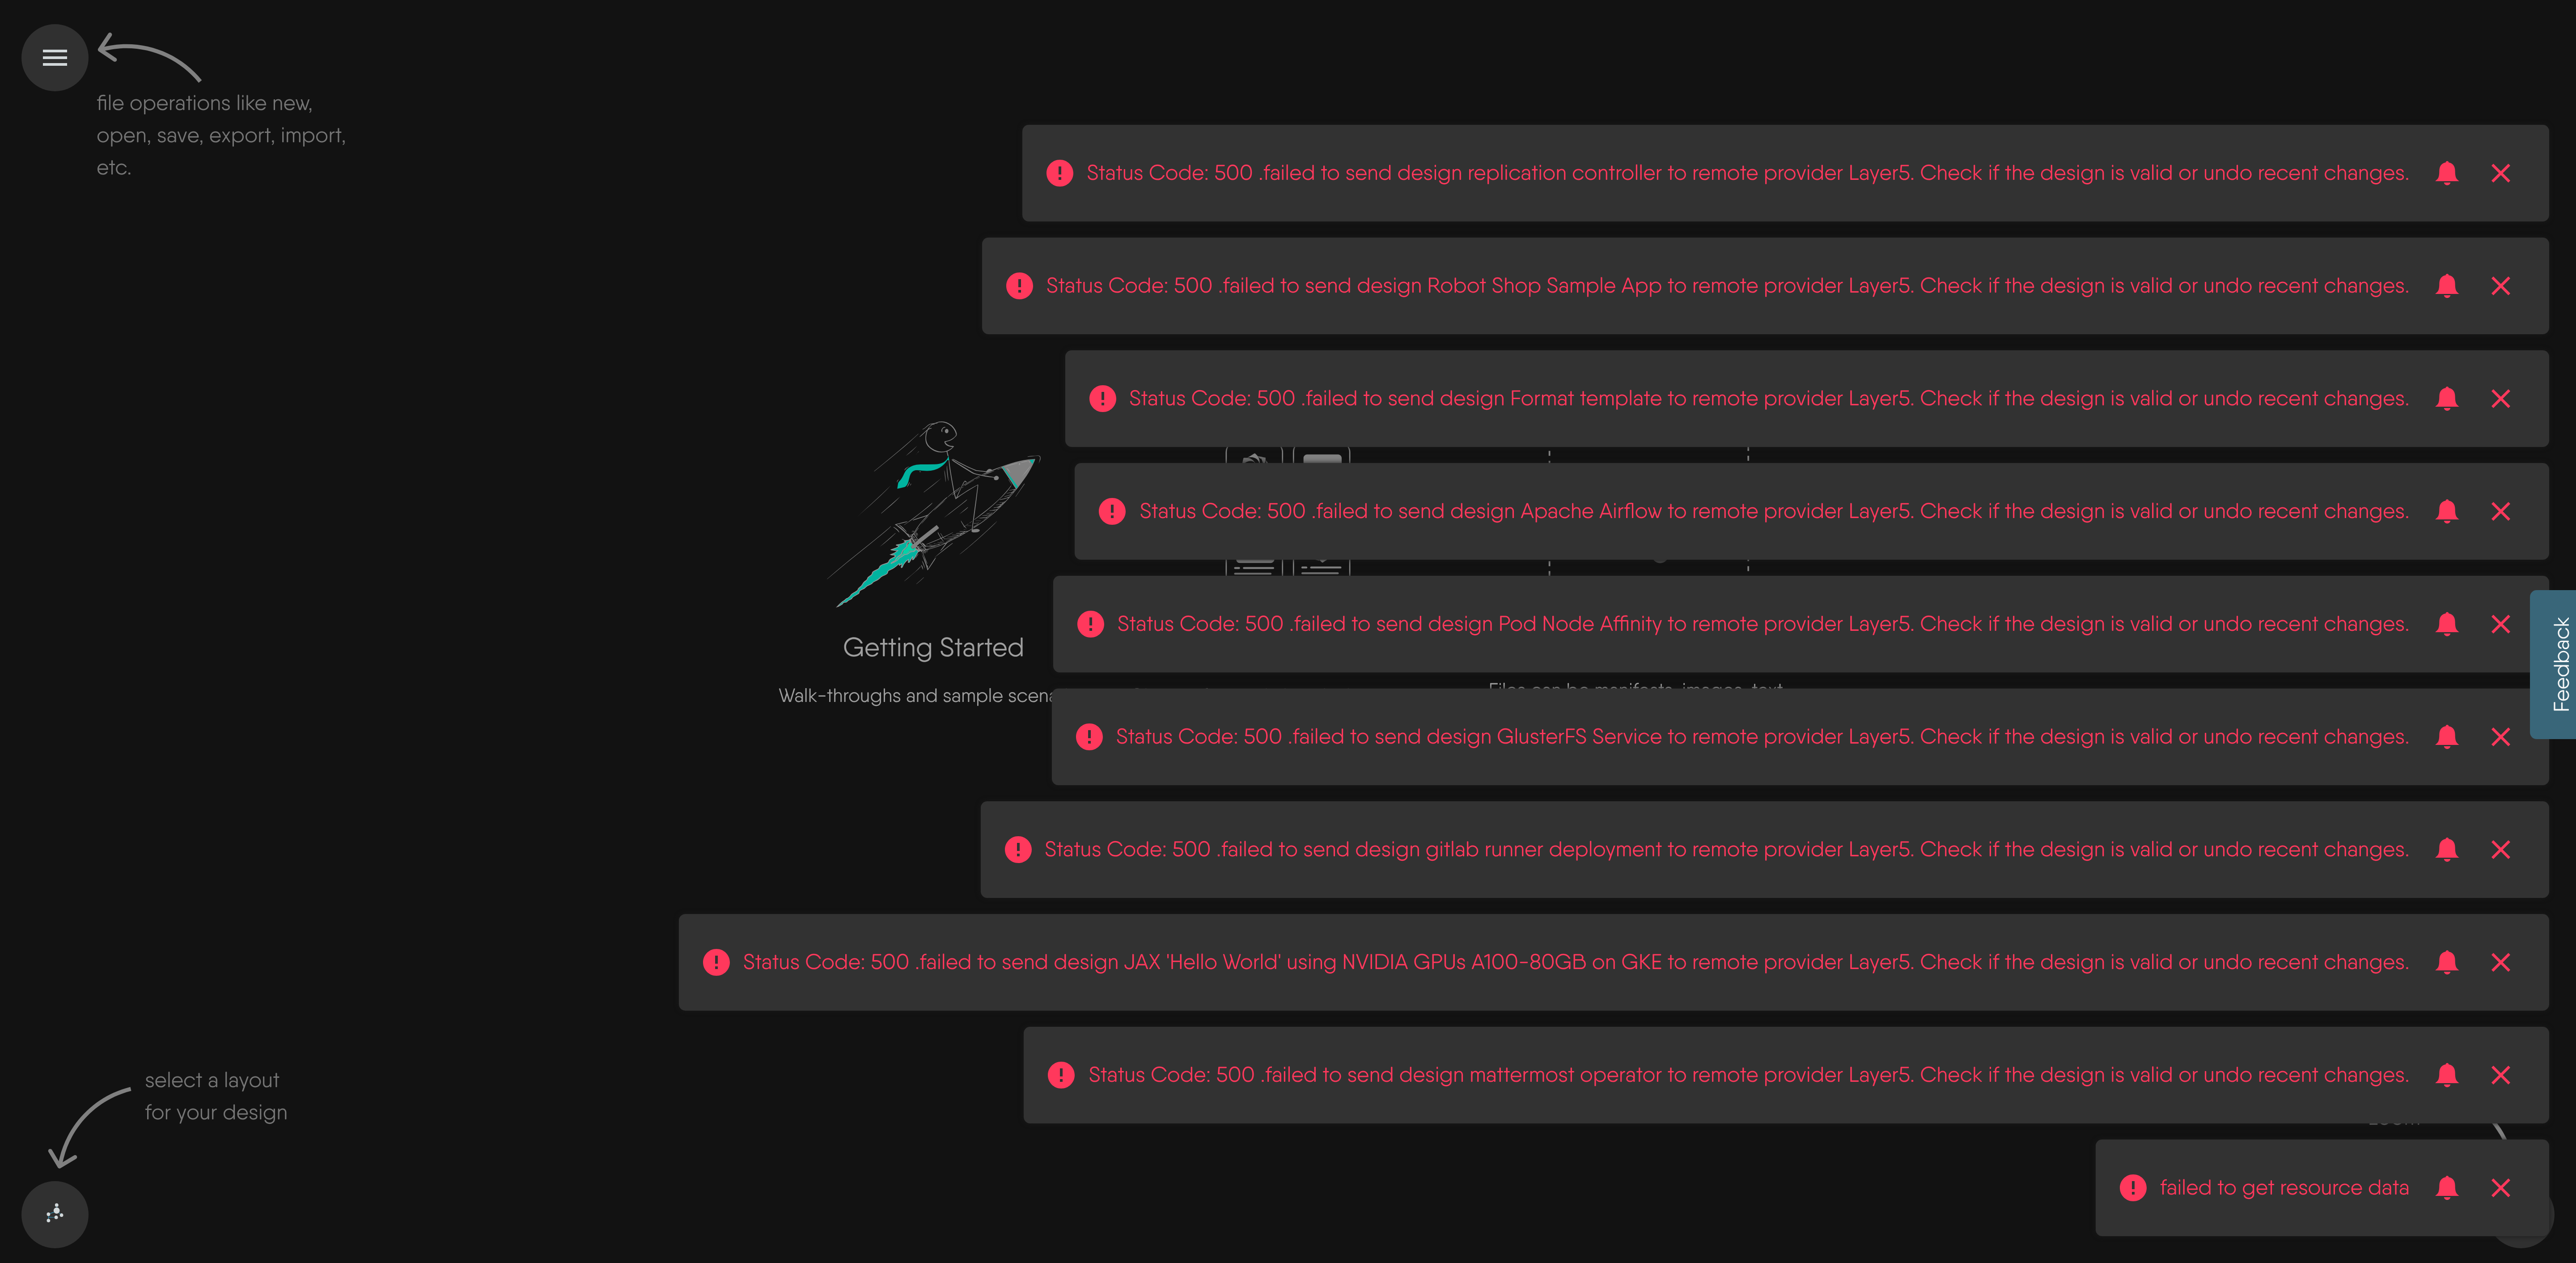 file operations like new,
open, save, export, import,
etc.
Status Code: 500 .failed to send design replication controller to remote provider Layer5. Check if the design is valid or undo recent changes.
Status Code: 500 .failed to send design Robot Shop Sample App to remote provider Layer5. Check if the design is valid or undo recent changes.
Status Code: 500 .failed to send design Format template to remote provider Layer5. Check if the design is valid or undo recent changes.
Status Code: 500 .failed to send design Apache Airflow to remote provider Layer5. Check if the design is valid or undo recent changes.
Status Code: 500 .failed to send design Pod Node Affinity to remote provider Layer5. Check if the design is valid or undo recent changes.
Getting Started
Feedback
Walk-throughs and sample
Files can be manifests, images, text
Status Code: 500 .failed to send design GlusterFS Service to remote provider Layer5. Check if the design is valid or undo recent changes.
Status Code: 500 .failed to send design gitlab runner deployment to remote provider Layer5. Check if the design is valid or undo recent changes.
Status Code: 500 .failed to send design JAX 'Hello World' using NVIDIA GPUs A100-80GB on GKE to remote provider Layer5. Check if the design is valid or undo recent changes.
Status Code: 500 .failed to send design mattermost operator to remote provider Layer5. Check if the design is valid or undo recent changes.
select a layout
for your design
failed to get resource data